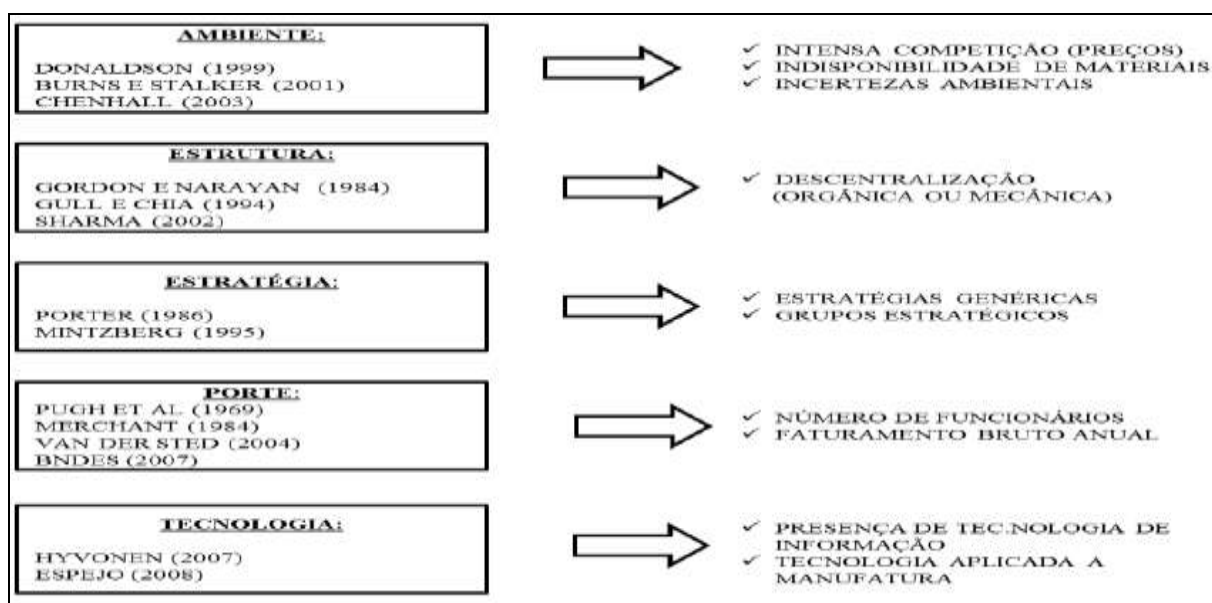 AMBIENTE:
DONALDSON (1999)
BURNS E STALKER (2001)
CHENHALL (2003)
✓ INTENSA COMPETIÇÃO (PREÇOS)
✓ INDISPONIBILIDADE DE MATERIAIS
✓ INCERTEZAS AMBIENTAIS
ESTRUTURA:
GORDON E NARAYAN (1984)
GULL E CHIA (1994)
SHARMA (2002)
✓ DESCENTRALIZAÇÃO
(ORGÂNICA OU MECÂNICA)
ESTRATÉGIA:
PORTER (1986)
MINTZBERG (1995)
✓ ESTRATÉGIAS GENÉRICAS
✓ GRUPOS ESTRATÉGICOS
PORTE:
PUGH ET AL (1969)
MERCHANT (1984)
VAN DER STED (2004)
BNDES (2007)
✓ NÚMERO DE FUNCIONÁRIOS
✓ FATURAMENTO BRUTO ANUAL
TECNOLOGIA:
HYVONEN (2007)
ESPEJO (2008)
✓ PRESENÇA DE TEC.NOLOGIA DE
INFORMAÇÃO
✓ TECNOLOGIA APLICADA A
MANUFATURA